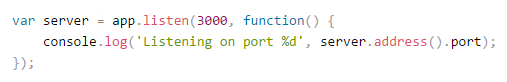 var server = app.listen(3000, function() {
    console.log('Listening on port %d', server.address().port);
});